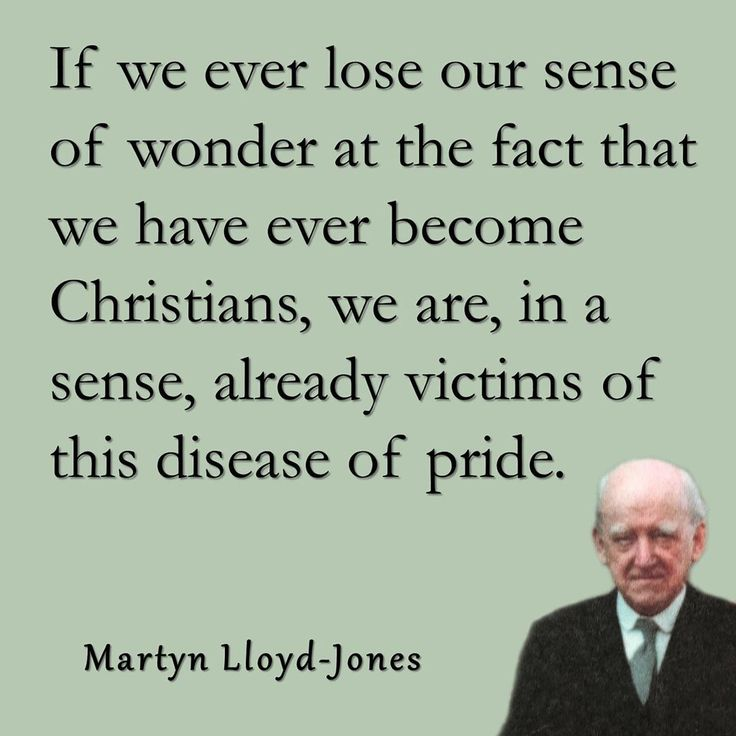 If we ever lose our sense
of wonder at the fact that
we have ever become
Christians, we are, in a
sense, already victims of
this disease of pride.
Martyn Lloyd-Jones